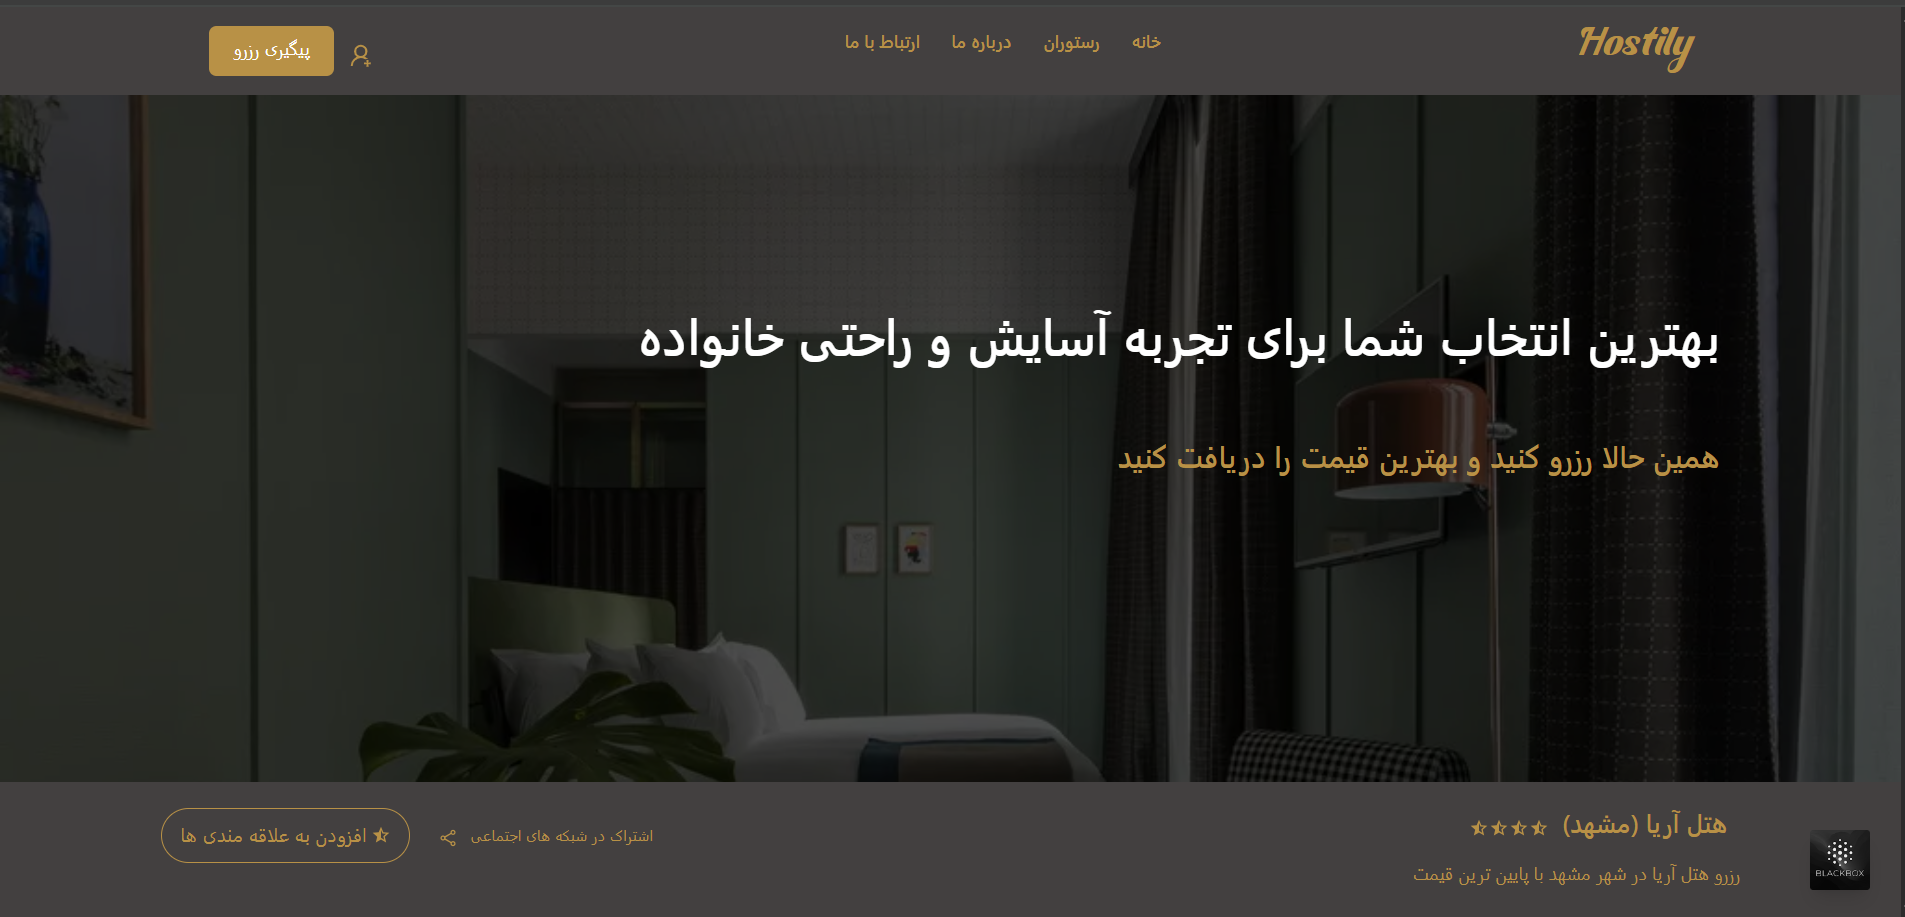 Hostily
خانه
رستوران
درباره ما
ارتباط با ما
پیگیری رزرو
بهترین انتخاب شما برای تجربه آسایش و راحتی خانواده
همین حالا رزرو کنید و بهترین قیمت را دریافت کنید
هتل آریا (مشهد)
رزرو هتل آریا در شهر مشهد با پایین ترین قیمت
اشتراک در شبکه های اجتماعی
افزودن به علاقه مندی ها
BLACKBOX